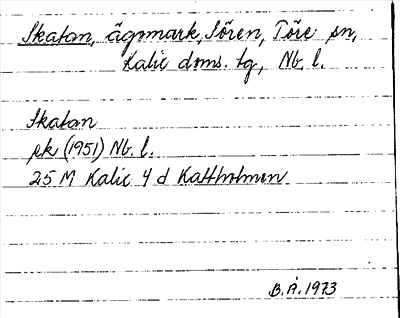 Skatan, ägomark, Sören, Töre sn,
Kalix doms. tg, Nb. l.
Skatan
ek (1951) Nb. l.
25 M Kalix 4 d Kattholmen
B.Å. 1973